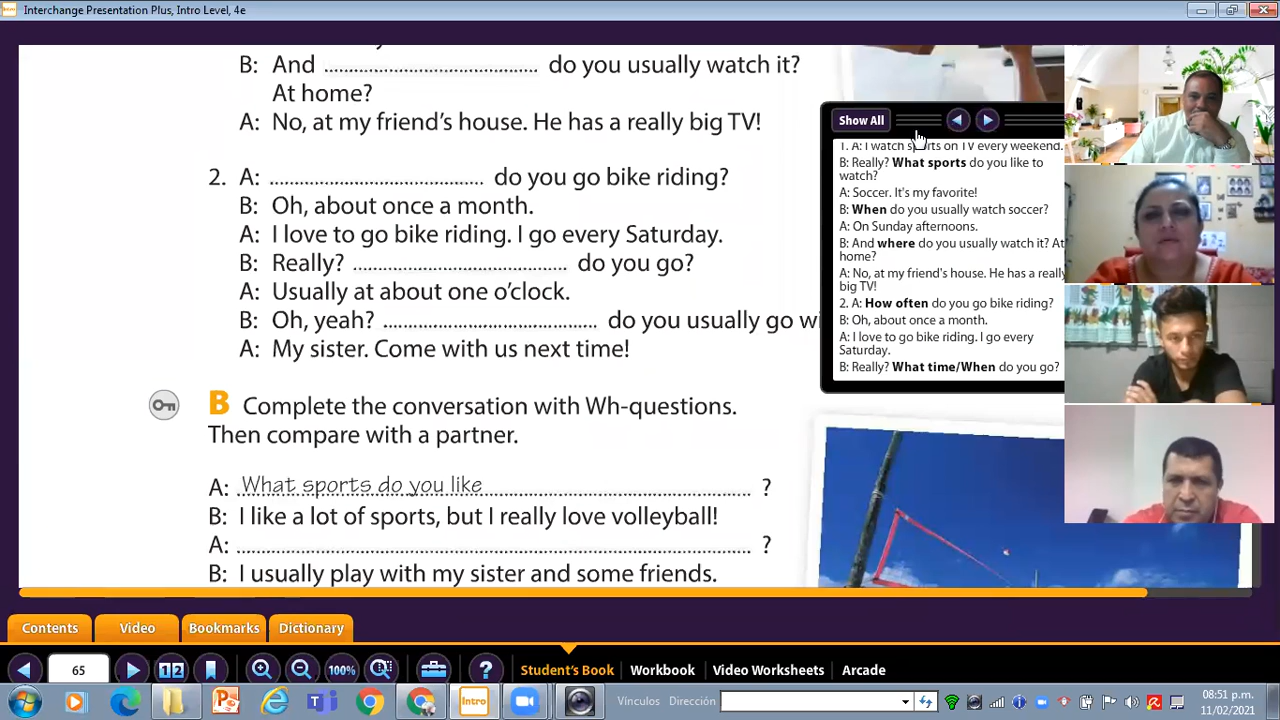 Interchange Presentation Plus, Intro Level, 4e
B: And ........ do you usually watch it?
At home?
A: No, at my friend's house. He has a really big TV!
2. A: ........ do you go bike riding?
B: Oh, about once a month.
A: I love to go bike riding. I go every Saturday.
B: Really? ........ do you go?
A: Usually at about one o'clock.
B: Oh, yeah? ........ do you usually go wi
A: My sister. Come with us next time!
B Complete the conversation with Wh-questions.
Then compare with a partner.
A: What sports do you like ?
B: I like a lot of sports, but I really love volleyball!
A: ........ ?
B: I usually play with my sister and some friends.
Show All
1. A: I watch sports on TV every weekend.
B: Really? What sports do you like to
watch?
A: Soccer. It's my favorite!
B: When do you usually watch soccer?
A: On Sunday afternoons.
B: And where do you usually watch it? At
home?
A: No, at my friend's house. He has a really
big TV!
2. A: How often do you go bike riding?
B: Oh, about once a month.
A: I love to go bike riding. I go every
Saturday.
B: Really? What time/When do you go?
Contents Video Bookmarks Dictionary
65 12 100% Student's Book Workbook Video Worksheets Arcade
Intro Vínculos Dirección 08:51 p.m.
11/02/2021